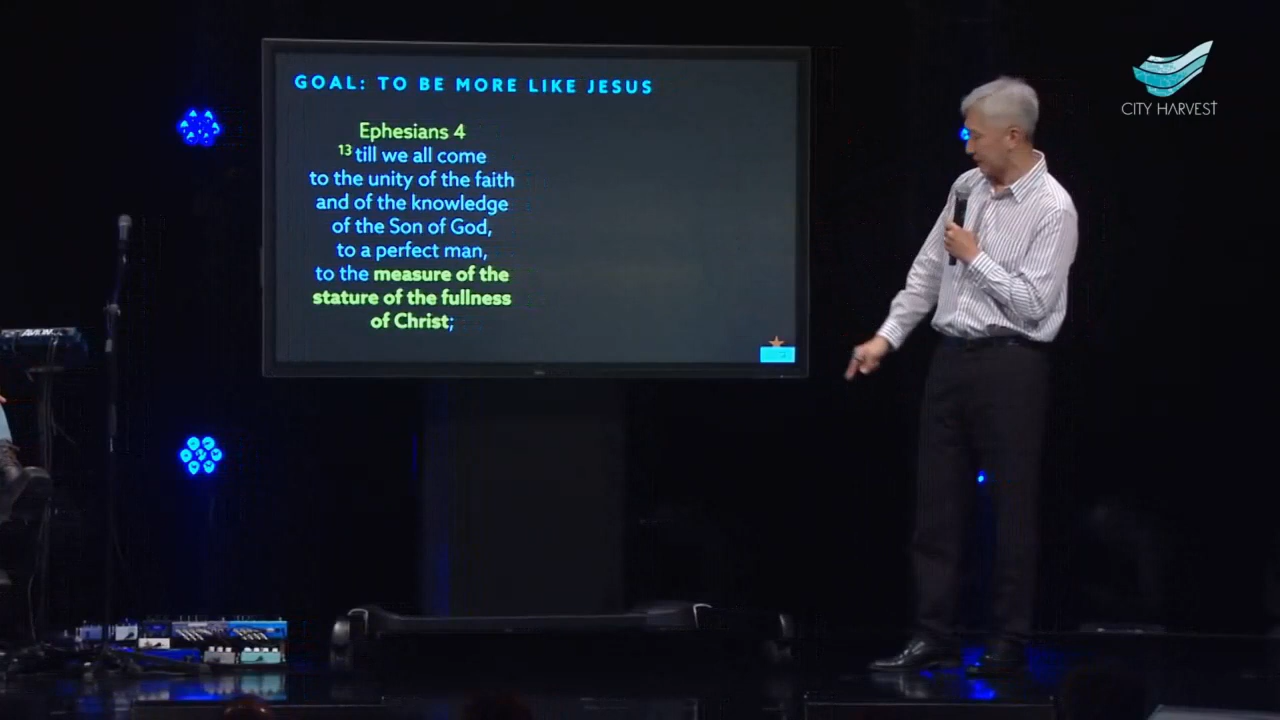 GOAL: TO BE MORE LIKE JESUS
Ephesians 4
13 till we all come
to the unity of the faith
and of the knowledge
of the Son of God,
to a perfect man,
to the measure of the
stature of the fullness
of Christ;
CITY HARVEST
AVION